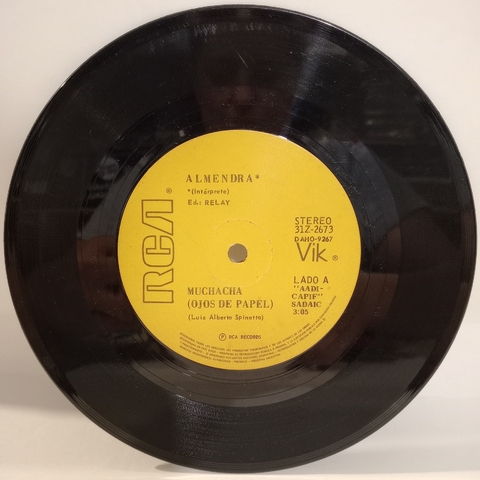 ALMENDRA*
*(Intérprete)
Ed: RELAY
RCA®
STEREO
31Z-2673
DAHO-9267
Vik®
LADO A
"AADI-
CAPIF"
SADAIC
3:05
MUCHACHA
(OJOS DE PAPEL)
(Luis Alberto Spinetta)
Ⓟ RCA RECORDS